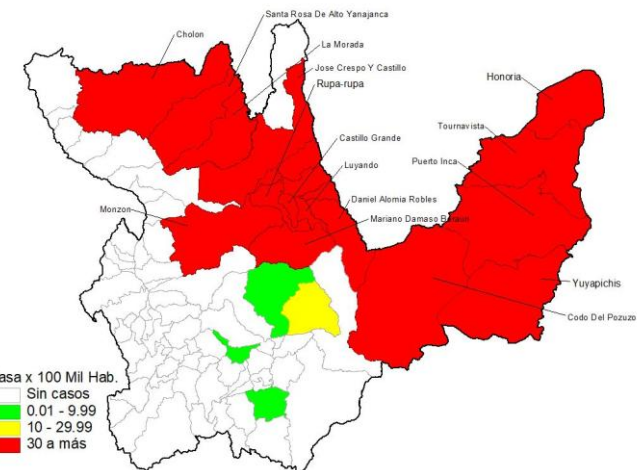 Santa Rosa De Alto Yanajanca
Cholon
La Morada
Jose Crespo Y Castillo
Rupa-rupa
Honoria
Tournavista
Castillo Grande
Puerto Inca
Luyando
Daniel Alomia Robles
Monzon
Mariano Damaso Beraun
Yuyapichis
Codo Del Pozuzo
asa x 100 Mil Hab.
Sin casos
0.01 - 9.99
10 - 29.99
30 a más